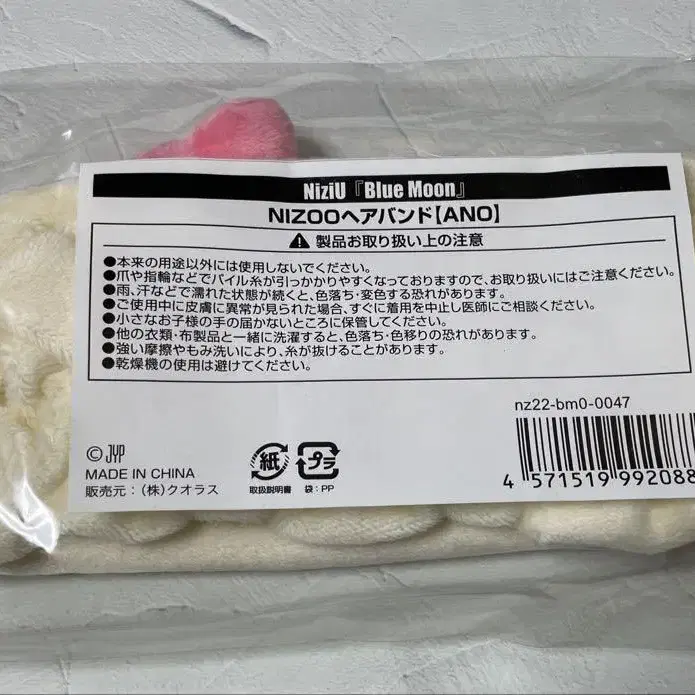 NiziU『Blue Moon』
NIZOOヘアバンド【ANO】
製品お取り扱い上の注意
●本来の用途以外には使用しないでください。
●爪や指輪などでパイル糸が引っかかりやすくなっておりますので、お取り扱いにはご注意ください。
●雨、汗などで濡れた状態が続くと、色落ち・変色する恐れがあります。
●ご使用中に皮膚に異常が見られた場合、すぐに着用を中止し医師にご相談ください。
●小さなお子様の手の届かないところに保管してください。
●他の衣類・布製品と一緒に洗濯すると、色落ち・色移りの恐れがあります。
●強い摩擦やもみ洗いにより、糸が抜けることがあります。
●乾燥機の使用は避けてください。
nz22-bm0-0047
4 571519 992088
© JYP
MADE IN CHINA
販売元：（株）クオラス
紙
取扱説明書
プラ
袋：PP